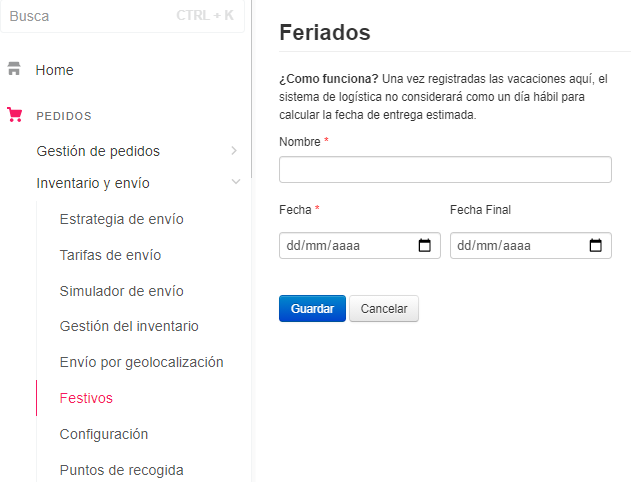 Busca
CTRL + K
Home
PEDIDOS
Gestión de pedidos
Inventario y envío
Estrategia de envío
Tarifas de envío
Simulador de envío
Gestión del inventario
Envío por geolocalización
Festivos
Configuración
Puntos de recogida
Feriados
¿Como funciona? Una vez registradas las vacaciones aquí, el
sistema de logística no considerará como un día hábil para
calcular la fecha de entrega estimada.
Nombre *
Fecha *
Fecha Final
dd/mm/aaaa
dd/mm/aaaa
Guardar
Cancelar